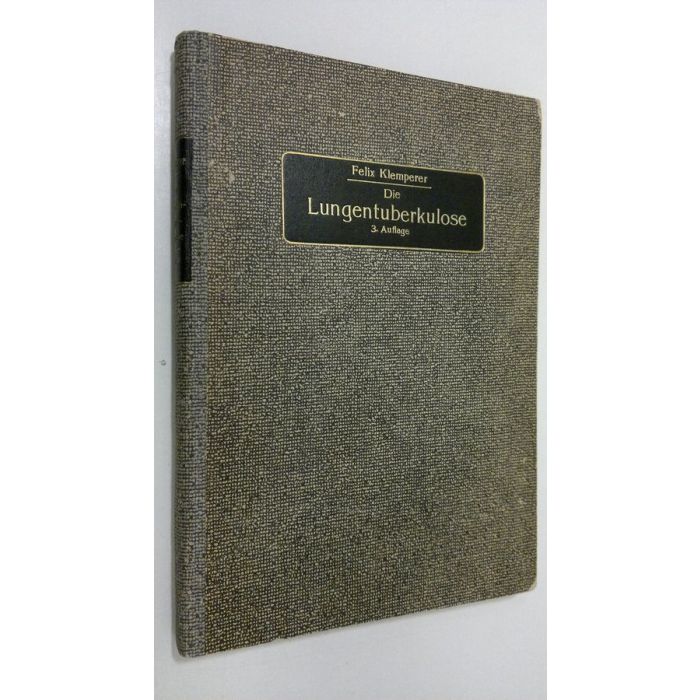 Felix Klemperer
Die
Lungentuberkulose
3. Auflage